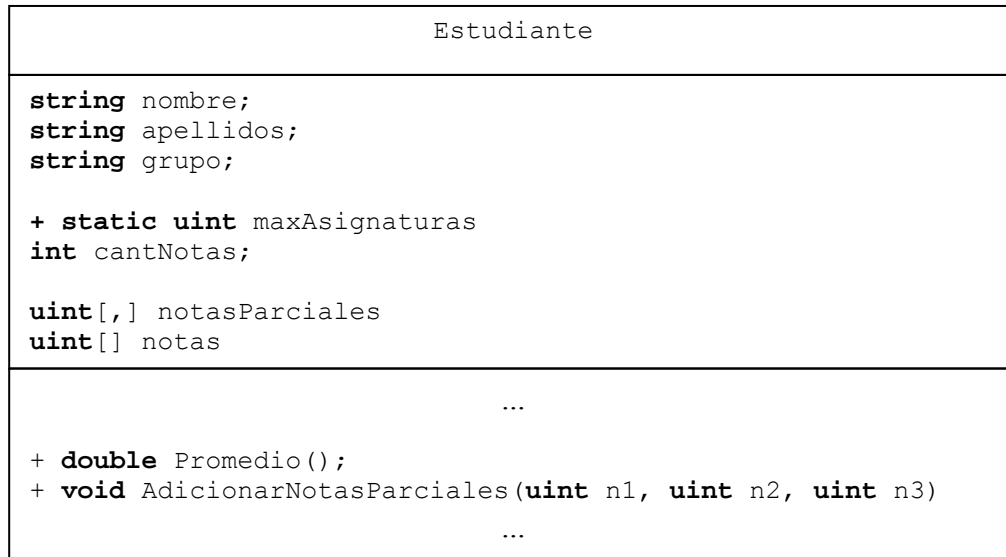 Estudiante
string nombre;
string apellidos;
string grupo;
+ static uint maxAsignaturas
int cantNotas;
uint[,] notasParciales
uint[] notas
…
+ double Promedio();
+ void AdicionarNotasParciales(uint n1, uint n2, uint n3)
…